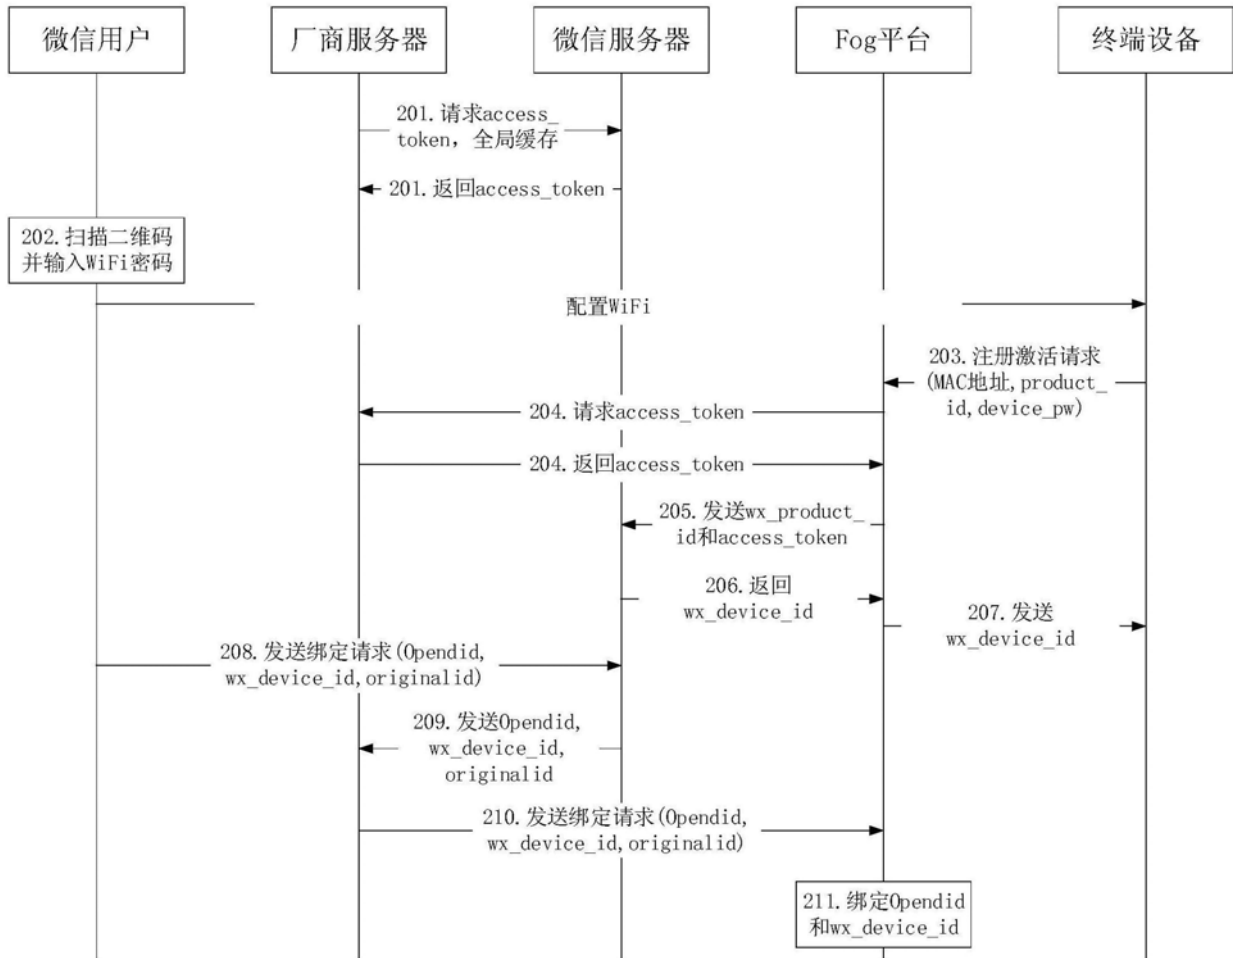 微信用户
厂商服务器
微信服务器
Fog平台
终端设备
201.请求access_
token，全局缓存
201.返回access_token
202.扫描二维码
并输入WiFi密码
配置WiFi
203.注册激活请求
(MAC地址,product_
id,device_pw)
204.请求access_token
204.返回access_token
205.发送wx_product_
id和access_token
206.返回
wx_device_id
207.发送
wx_device_id
208.发送绑定请求(Opendid,
wx_device_id,originalid)
209.发送Opendid,
wx_device_id,
originalid
210.发送绑定请求(Opendid,
wx_device_id,originalid)
211.绑定Opendid
和wx_device_id